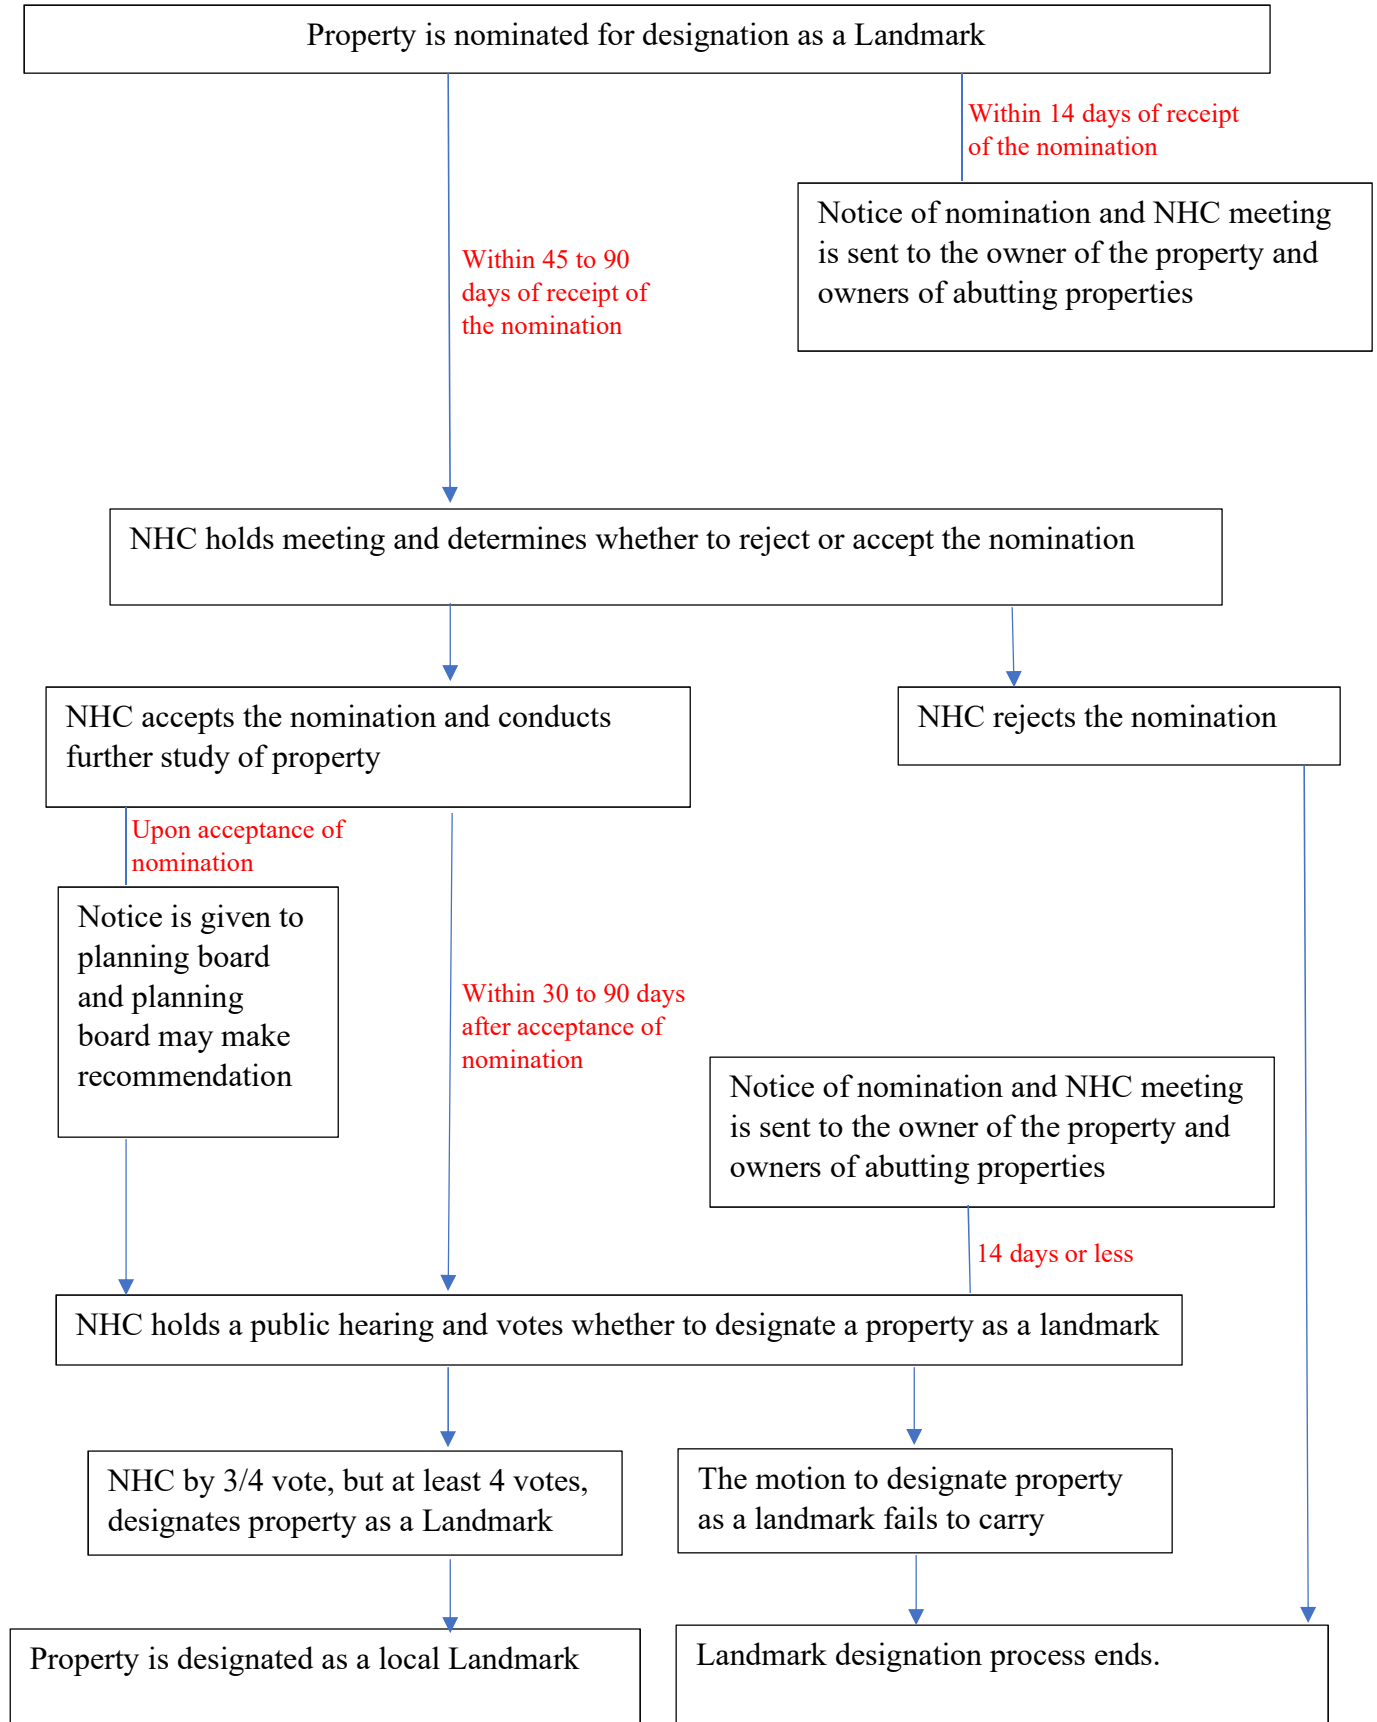 Property is nominated for designation as a Landmark
Within 14 days of receipt
of the nomination
Notice of nomination and NHC meeting
is sent to the owner of the property and
owners of abutting properties
Within 45 to 90
days of receipt of
the nomination
NHC holds meeting and determines whether to reject or accept the nomination
NHC accepts the nomination and conducts
further study of property
NHC rejects the nomination
Upon acceptance of
nomination
Notice is given to
planning board
and planning
board may make
recommendation
Within 30 to 90 days
after acceptance of
nomination
Notice of nomination and NHC meeting
is sent to the owner of the property and
owners of abutting properties
14 days or less
NHC holds a public hearing and votes whether to designate a property as a landmark
NHC by 3/4 vote, but at least 4 votes,
designates property as a Landmark
The motion to designate property
as a landmark fails to carry
Property is designated as a local Landmark
Landmark designation process ends.